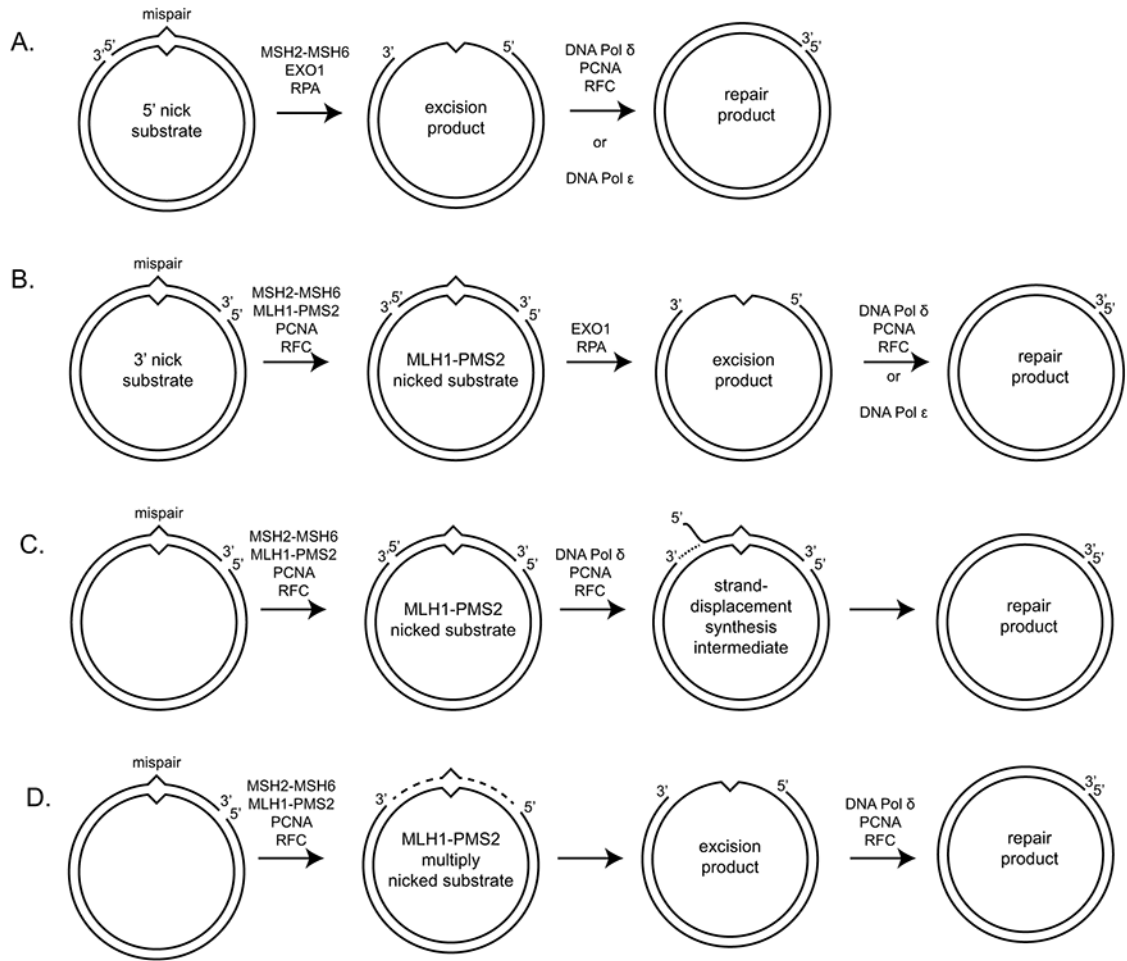 A.
mispair
3' 5'
5' nick
substrate
MSH2-MSH6
EXO1
RPA
3' 5'
excision
product
DNA Pol δ
PCNA
RFC
or
DNA Pol ε
3' 5'
repair
product
B.
mispair
3' 5'
3' nick
substrate
MSH2-MSH6
MLH1-PMS2
PCNA
RFC
3' 5' 3' 5'
MLH1-PMS2
nicked substrate
EXO1
RPA
3' 5'
excision
product
DNA Pol δ
PCNA
RFC
or
DNA Pol ε
3' 5'
repair
product
C.
mispair
3' 5'
MSH2-MSH6
MLH1-PMS2
PCNA
RFC
3' 5' 3' 5'
MLH1-PMS2
nicked substrate
DNA Pol δ
PCNA
RFC
5'
3' 3' 5'
strand-
displacement
synthesis
intermediate
3' 5'
repair
product
D.
mispair
3' 5'
MSH2-MSH6
MLH1-PMS2
PCNA
RFC
3' 5'
MLH1-PMS2
multiply
nicked substrate
3' 5'
excision
product
DNA Pol δ
PCNA
RFC
3' 5'
repair
product